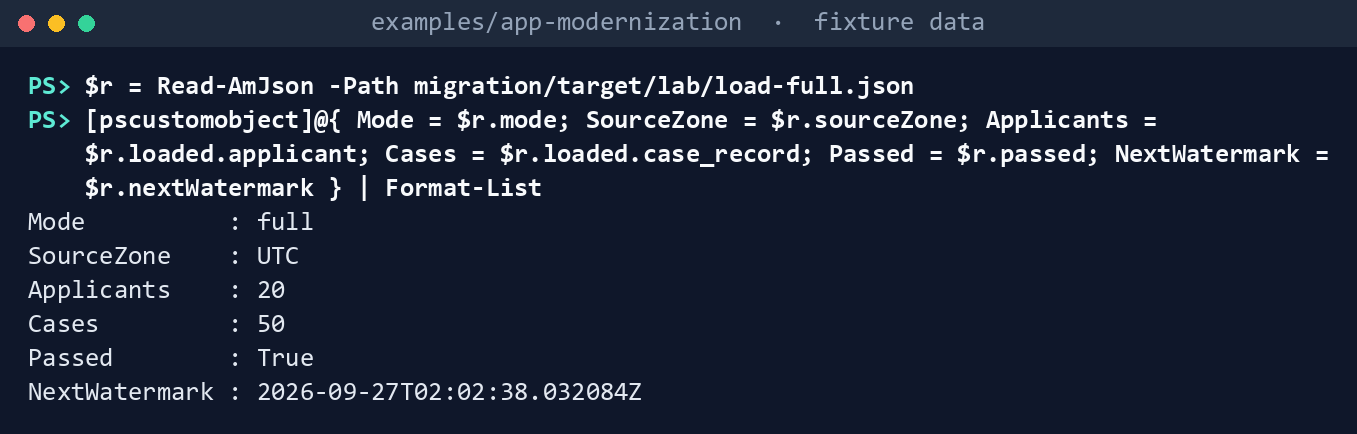 examples/app-modernization · fixture data
PS> $r = Read-AmJson -Path migration/target/lab/load-full.json
PS> [pscustomobject]@{ Mode = $r.mode; SourceZone = $r.sourceZone; Applicants =
$r.loaded.applicant; Cases = $r.loaded.case_record; Passed = $r.passed; NextWatermark =
$r.nextWatermark } | Format-List
Mode : full
SourceZone : UTC
Applicants : 20
Cases : 50
Passed : True
NextWatermark : 2026-09-27T02:02:38.032084Z